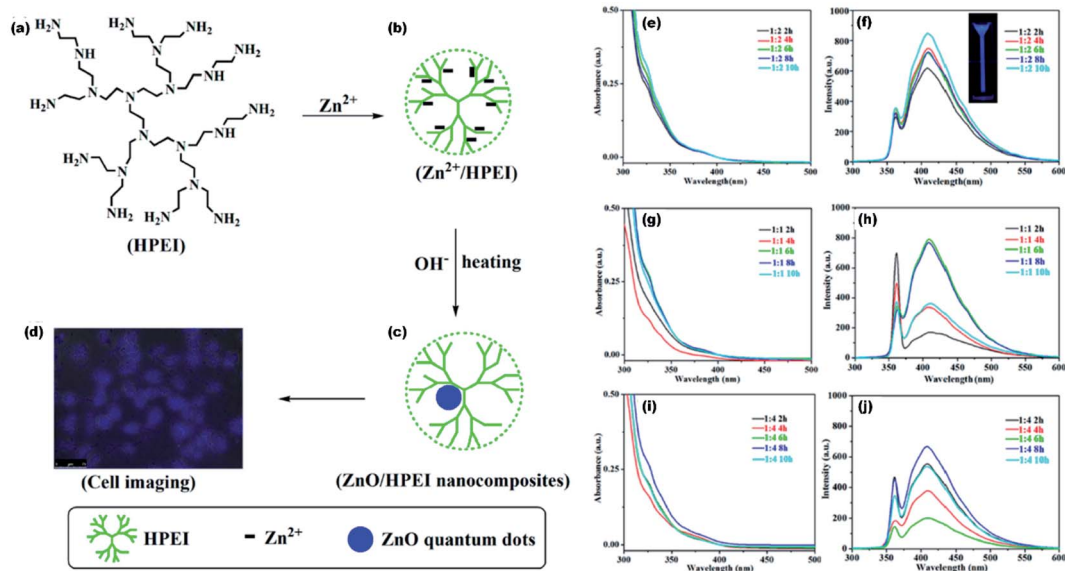 (a)
NH2
H2N
NH2
H2N
NH2
NH
N
N
NH2
H2N
N
NH
N
N
H2N
N
N
NH2
N
NH
H2N
N
N
H2N
NH2
H2N
NH2
(HPEI)
Zn2+
(b)
(Zn2+/HPEI)
OH- heating
(c)
(ZnO/HPEI nanocomposites)
(d)
(Cell imaging)
HPEI
Zn2+
ZnO quantum dots
(e)
1:2 2h
1:2 4h
1:2 6h
1:2 8h
1:2 10h
Absorbance (a.u.)
0.50
0.25
0.00
300 350 400 450 500
Wavelength(nm)
(f)
1:2 2h
1:2 4h
1:2 6h
1:2 8h
1:2 10h
Intensity(a.u.)
1000
800
600
400
200
0
300 350 400 450 500 550 600
Wavelength(nm)
(g)
1:1 2h
1:1 4h
1:1 6h
1:1 8h
1:1 10h
Absorbance (a.u.)
0.50
0.25
0.00
300 350 400 450 500
Wavelength (nm)
(h)
1:1 2h
1:1 4h
1:1 6h
1:1 8h
1:1 10h
Intensity (a.u.)
1000
800
600
400
200
0
300 350 400 450 500 550 600
Wavelength (nm)
(i)
1:4 2h
1:4 4h
1:4 6h
1:4 8h
1:4 10h
Absorbance (a.u.)
0.50
0.25
0.00
300 350 400 450 500
Wavelength (nm)
(j)
1:4 2h
1:4 4h
1:4 6h
1:4 8h
1:4 10h
Intensity (a.u.)
1000
800
600
400
200
0
300 350 400 450 500 550 600
Wavelength (nm)